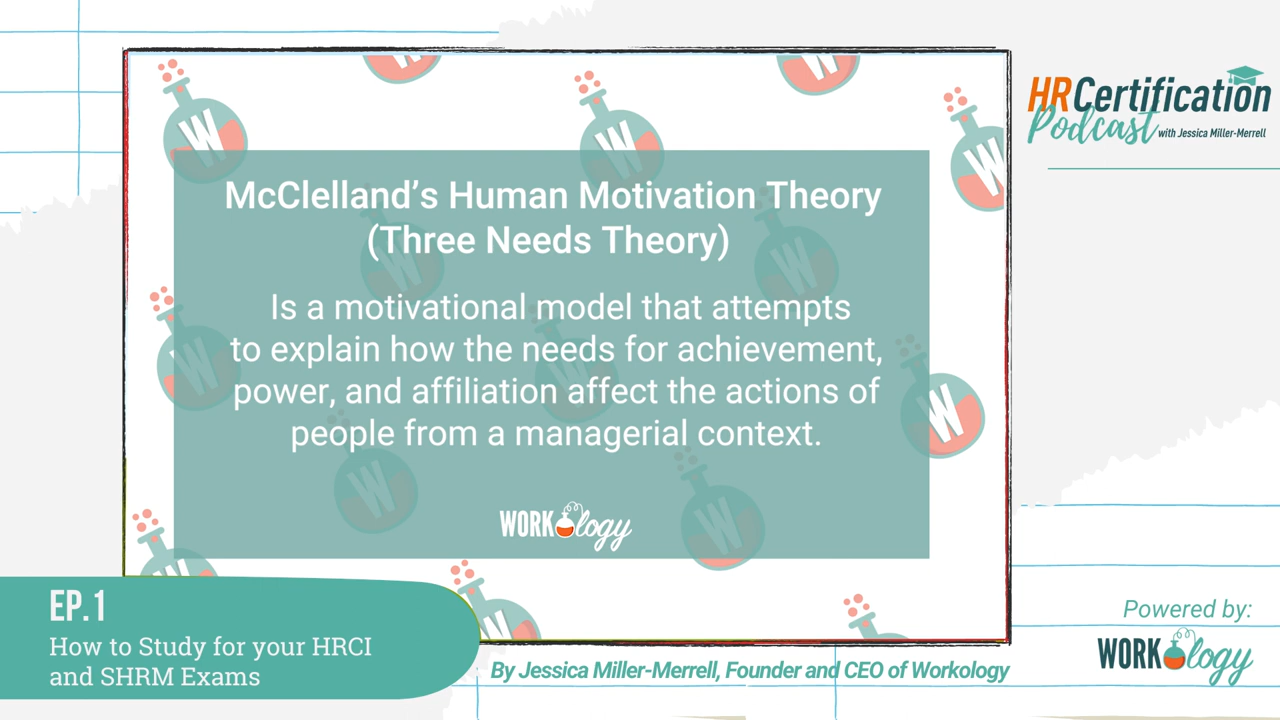 HRCertification
Podcast with Jessica Miller-Merrell
McClelland’s Human Motivation Theory
(Three Needs Theory)
Is a motivational model that attempts
to explain how the needs for achievement,
power, and affiliation affect the actions of
people from a managerial context.
WORKology
EP.1
How to Study for your HRCI
and SHRM Exams
By Jessica Miller-Merrell, Founder and CEO of Workology
Powered by:
WORKology
W
W
W
W
W
W
W
W
W
W
W